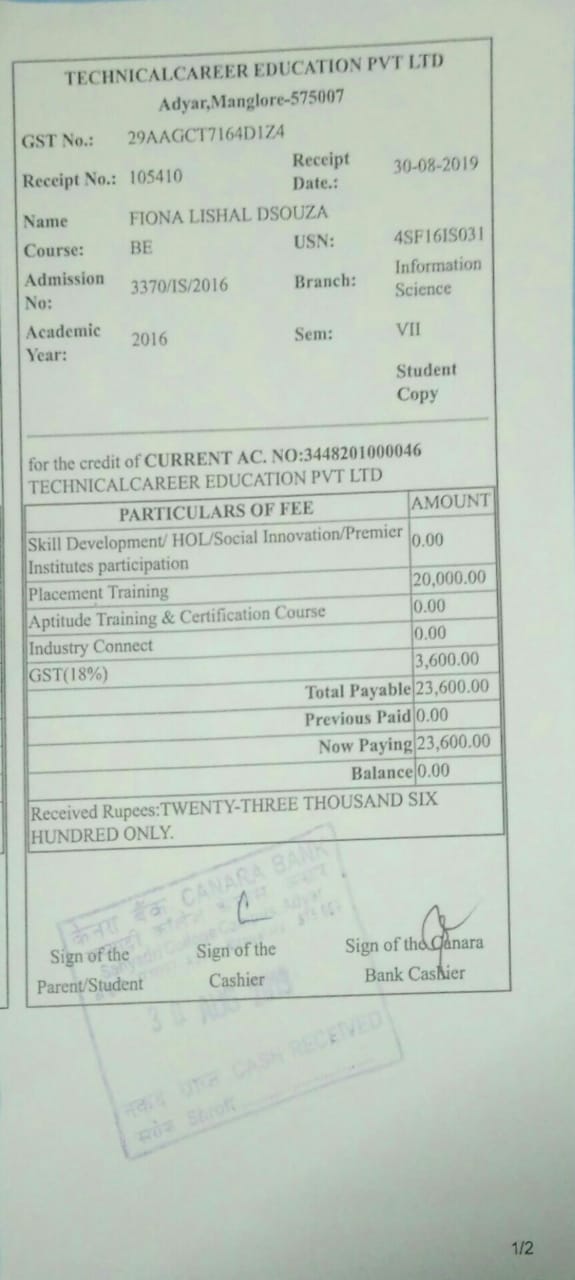 TECHNICALCAREER EDUCATION PVT LTD
Adyar,Manglore-575007
GST No.: 29AAGCT7164D1Z4
Receipt No.: 105410 Receipt Date.: 30-08-2019
Name FIONA LISHAL DSOUZA
Course: BE USN: 4SF16IS031
Admission No: 3370/IS/2016 Branch: Information Science
Academic Year: 2016 Sem: VII
Student
Copy
for the credit of CURRENT AC. NO:3448201000046
TECHNICALCAREER EDUCATION PVT LTD
PARTICULARS OF FEE AMOUNT
Skill Development/ HOL/Social Innovation/Premier
Institutes participation 0.00
Placement Training 20,000.00
Aptitude Training & Certification Course 0.00
Industry Connect 0.00
GST(18%) 3,600.00
Total Payable 23,600.00
Previous Paid 0.00
Now Paying 23,600.00
Balance 0.00
Received Rupees:TWENTY-THREE THOUSAND SIX
HUNDRED ONLY.
केनरा बैंक CANARA BANK
30 AUG 2019
Sign of the
Parent/Student
Sign of the
Cashier
Sign of the Canara
Bank Cashier
नकद प्राप्त CASH RECEIVED
सरोफ Shroff
1/2